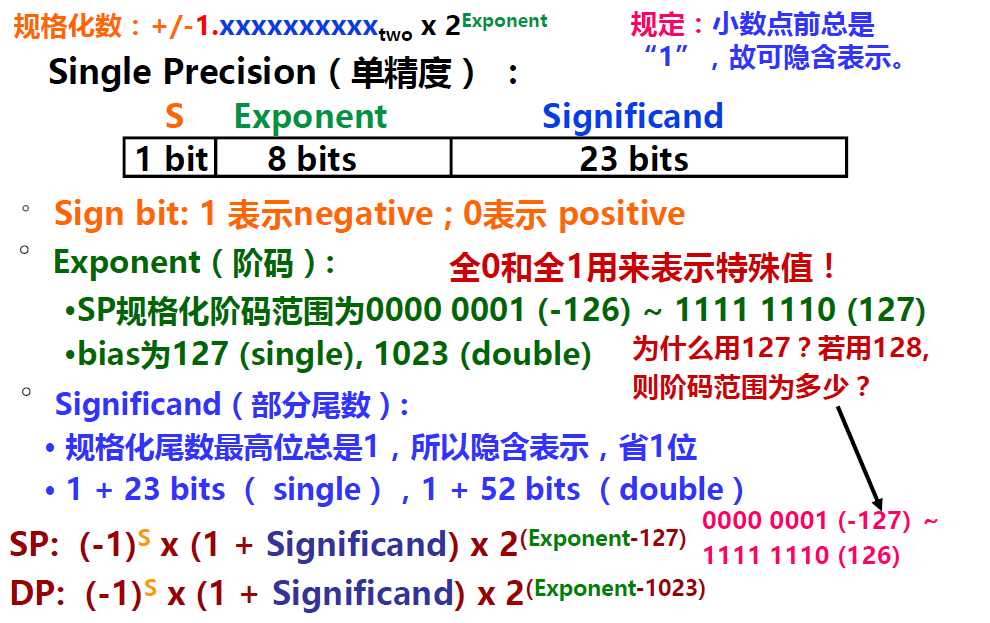 规格化数：+/-1.xxxxxxxxxxtwo x 2Exponent
规定：小数点前总是
“1”，故可隐含表示。
Single Precision（单精度）：
S Exponent Significand
1 bit 8 bits 23 bits
° Sign bit: 1 表示negative ; 0表示 positive
° Exponent（阶码）:
全0和全1用来表示特殊值！
•SP规格化阶码范围为0000 0001 (-126) ~ 1111 1110 (127)
•bias为127 (single), 1023 (double)
为什么用127？若用128,
则阶码范围为多少？
° Significand（部分尾数）:
• 规格化尾数最高位总是1，所以隐含表示，省1位
• 1 + 23 bits （ single ） , 1 + 52 bits （ double ）
0000 0001 (-127) ~
1111 1110 (126)
SP: (-1)S x (1 + Significand) x 2(Exponent-127)
DP: (-1)S x (1 + Significand) x 2(Exponent-1023)